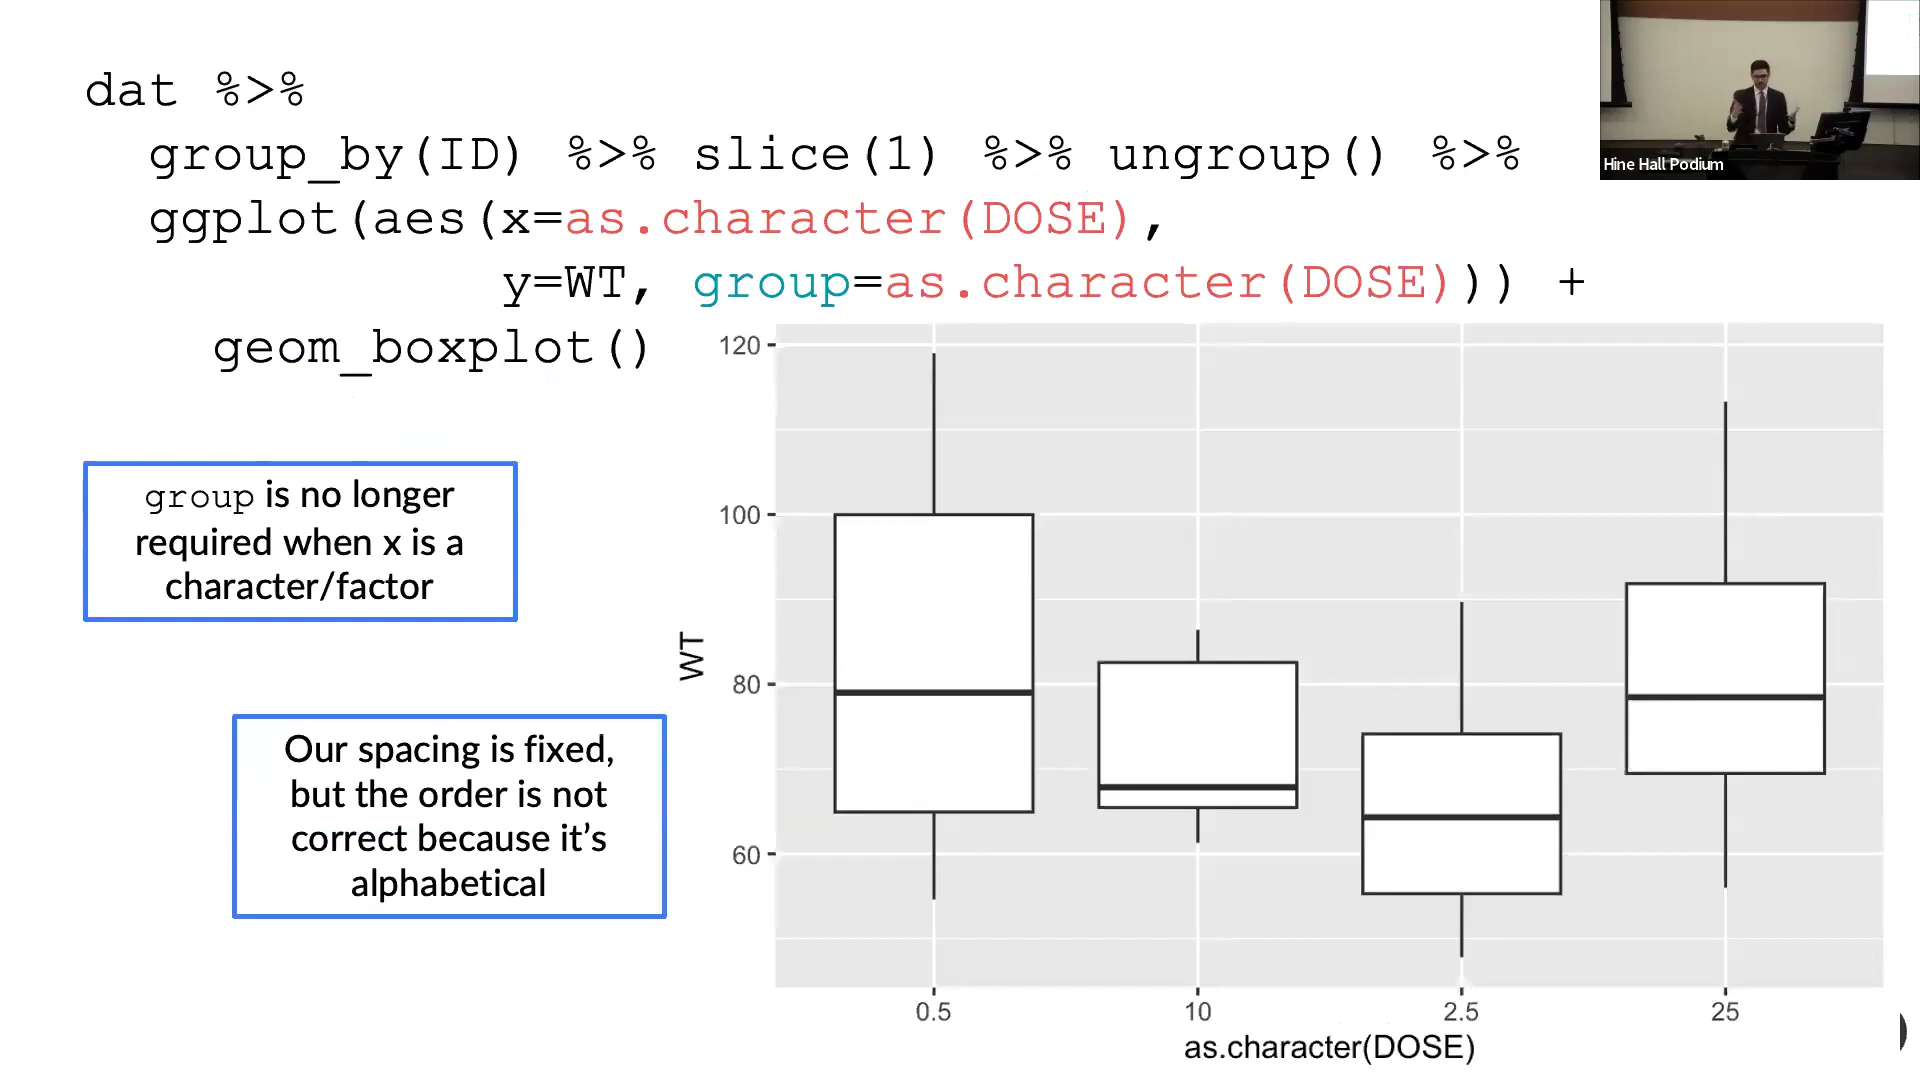 dat %>%
group_by(ID) %>% slice(1) %>% ungroup() %>%
ggplot(aes(x=as.character(DOSE),
y=WT, group=as.character(DOSE))) +
geom_boxplot()
Hine Hall Podium
group is no longer
required when x is a
character/factor
Our spacing is fixed,
but the order is not
correct because it’s
alphabetical
120
100
80
60
WT
0.5 10 2.5 25
as.character(DOSE)